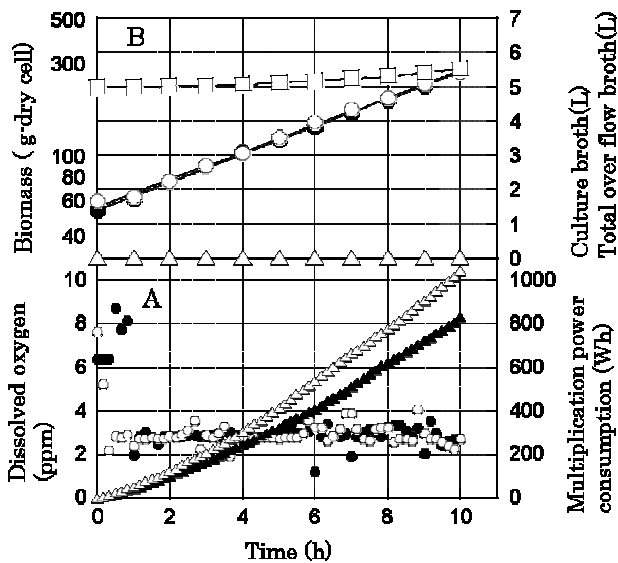 500
300
100
80
60
40
Biomass ( g-dry cell)
B
7
6
5
4
3
2
1
0
Culture broth(L)
Total over flow broth(L)
10
8
6
4
2
0
Dissolved oxygen
(ppm)
A
1000
800
600
400
200
0
Multiplication power
consumption (Wh)
0 2 4 6 8 10
Time (h)